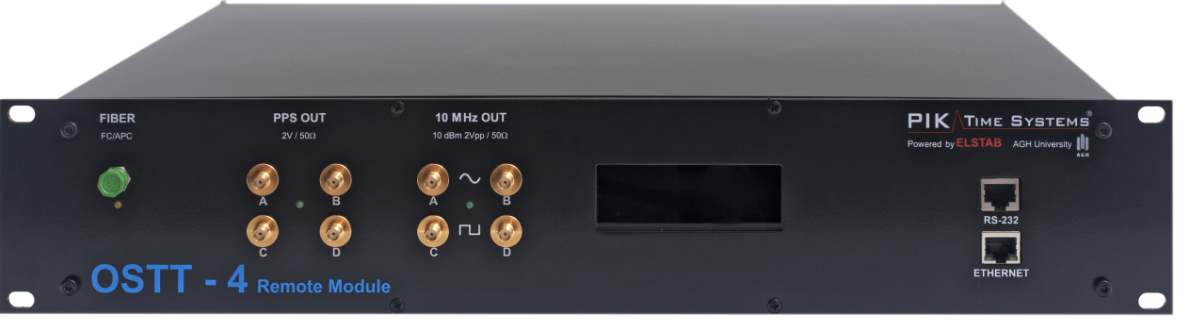 FIBER
FC/APC
PPS OUT
2V / 50Ω
10 MHz OUT
10 dBm 2Vpp / 50Ω
PIK TIME SYSTEMS®
Powered by ELSTAB AGH University
AGH
A B A B
C D C D
RS-232
ETHERNET
OSTT - 4 Remote Module